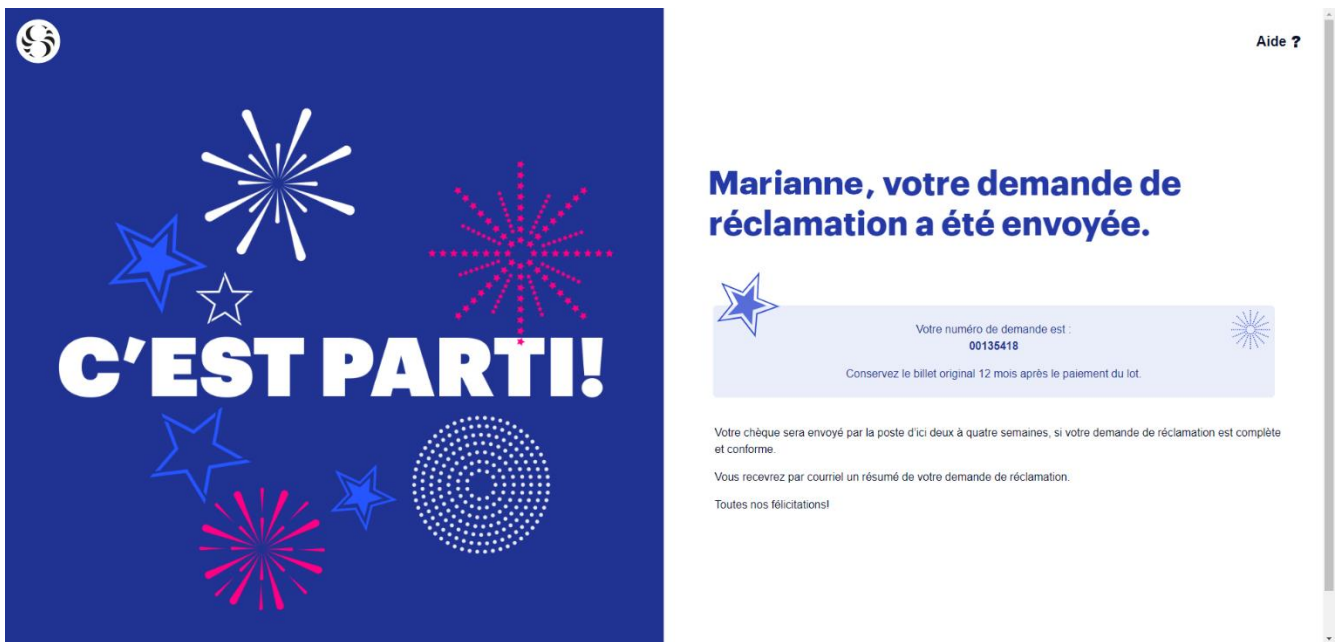 Aide ?
C'EST PARTI!
Marianne, votre demande de
réclamation a été envoyée.
Votre numéro de demande est :
00135418
Conservez le billet original 12 mois après le paiement du lot.
Votre chèque sera envoyé par la poste d'ici deux à quatre semaines, si votre demande de réclamation est complète
et conforme.
Vous recevrez par courriel un résumé de votre demande de réclamation.
Toutes nos félicitations!